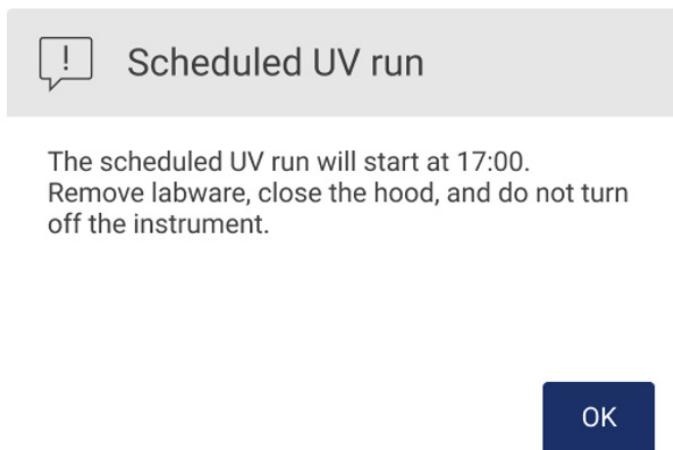 !
Scheduled UV run
The scheduled UV run will start at 17:00.
Remove labware, close the hood, and do not turn
off the instrument.
OK